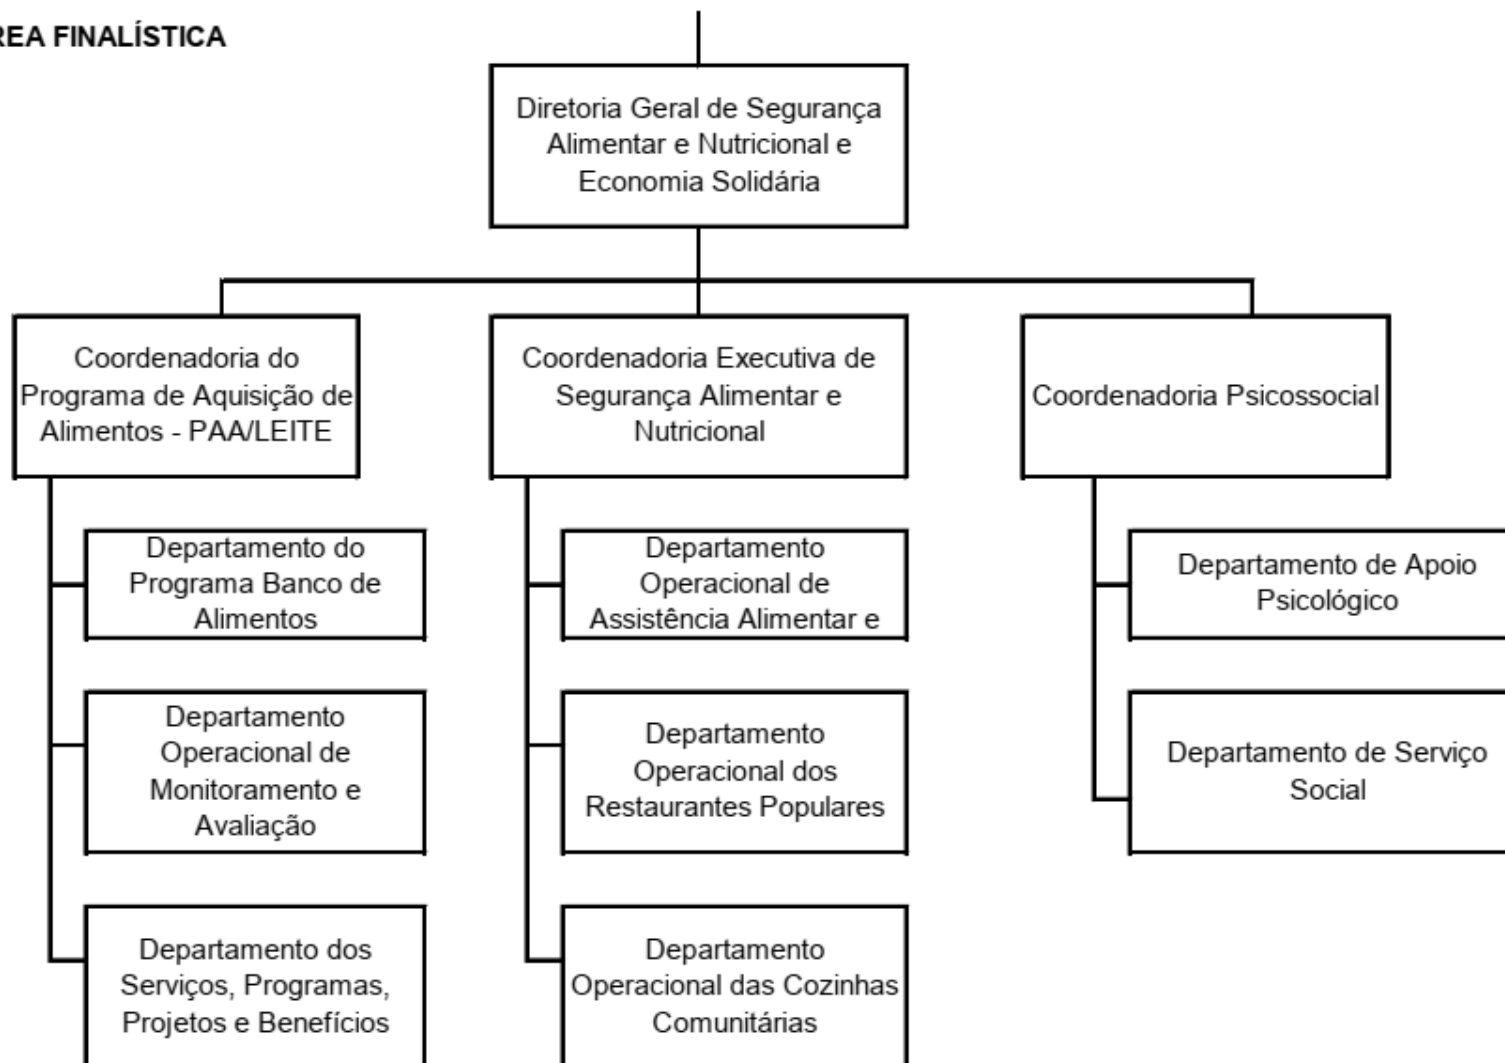 REA FINALÍSTICA
Diretoria Geral de Segurança
Alimentar e Nutricional e
Economia Solidária
Coordenadoria do
Programa de Aquisição de
Alimentos - PAA/LEITE
Coordenadoria Executiva de
Segurança Alimentar e
Nutricional
Coordenadoria Psicossocial
Departamento do
Programa Banco de
Alimentos
Departamento
Operacional de
Assistência Alimentar e
Departamento de Apoio
Psicológico
Departamento
Operacional de
Monitoramento e
Avaliação
Departamento
Operacional dos
Restaurantes Populares
Departamento de Serviço
Social
Departamento dos
Serviços, Programas,
Projetos e Benefícios
Departamento
Operacional das Cozinhas
Comunitárias